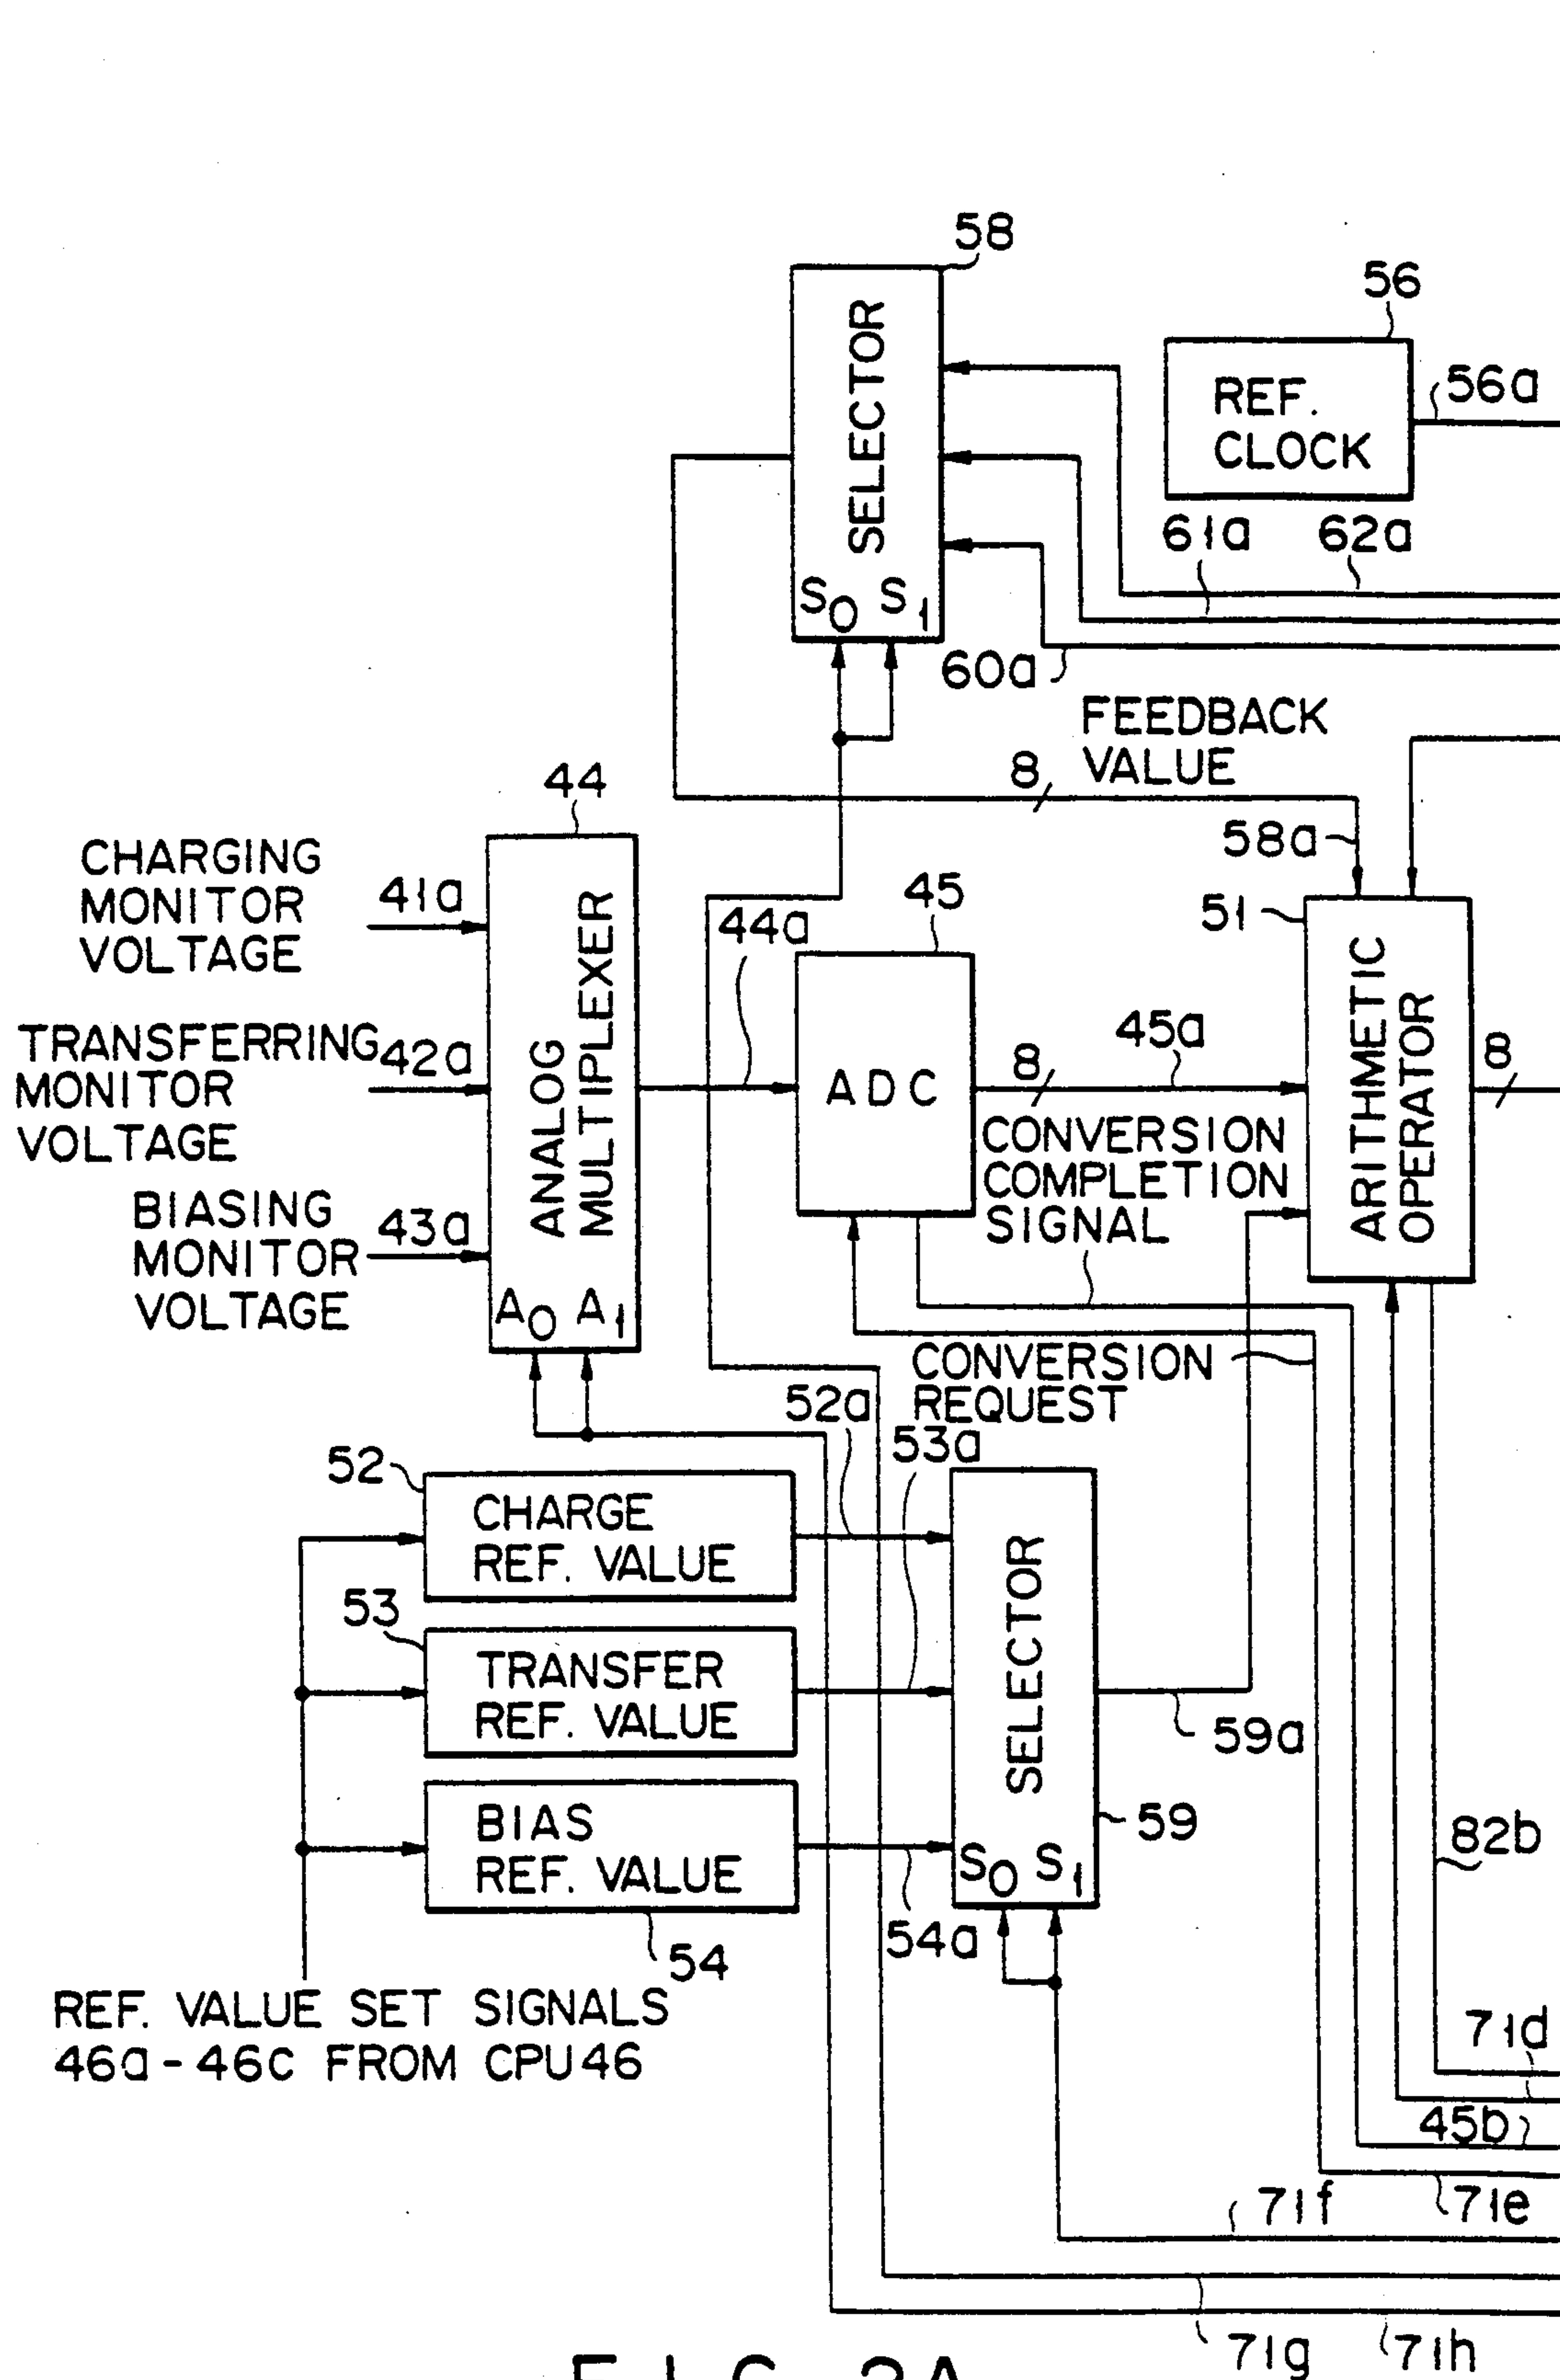 58
SELECTOR
S0 S1
56
REF.
CLOCK
56a
61a
62a
60a
FEEDBACK
VALUE
8
58a
44
CHARGING
MONITOR
VOLTAGE
41a
TRANSFERRING
MONITOR
VOLTAGE
42a
BIASING
MONITOR
VOLTAGE
43a
ANALOG
MULTIPLEXER
A0 A1
44a
45
ADC
8
45a
CONVERSION
COMPLETION
SIGNAL
51
ARITHMETIC
OPERATOR
8
CONVERSION
REQUEST
52a
53a
52
CHARGE
REF. VALUE
53
TRANSFER
REF. VALUE
BIAS
REF. VALUE
54
SELECTOR
S0 S1
59a
59
54a
82b
REF. VALUE SET SIGNALS
46a-46c FROM CPU46
71d
45b
71e
71f
71g
71h